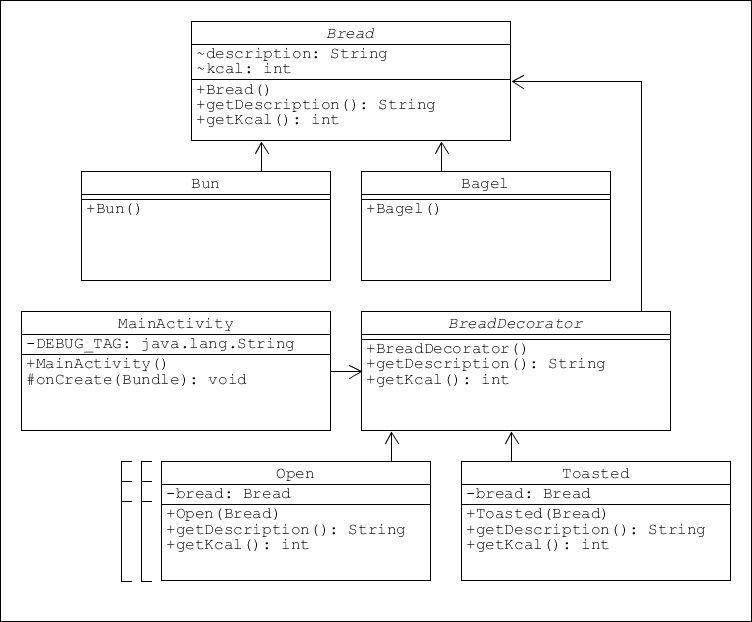 Bread
~description: String
~kcal: int
+Bread()
+getDescription(): String
+getKcal(): int
Bun
+Bun()
Bagel
+Bagel()
MainActivity
-DEBUG_TAG: java.lang.String
+MainActivity()
#onCreate(Bundle): void
BreadDecorator
+BreadDecorator()
+getDescription(): String
+getKcal(): int
Open
-bread: Bread
+Open(Bread)
+getDescription(): String
+getKcal(): int
Toasted
-bread: Bread
+Toasted(Bread)
+getDescription(): String
+getKcal(): int